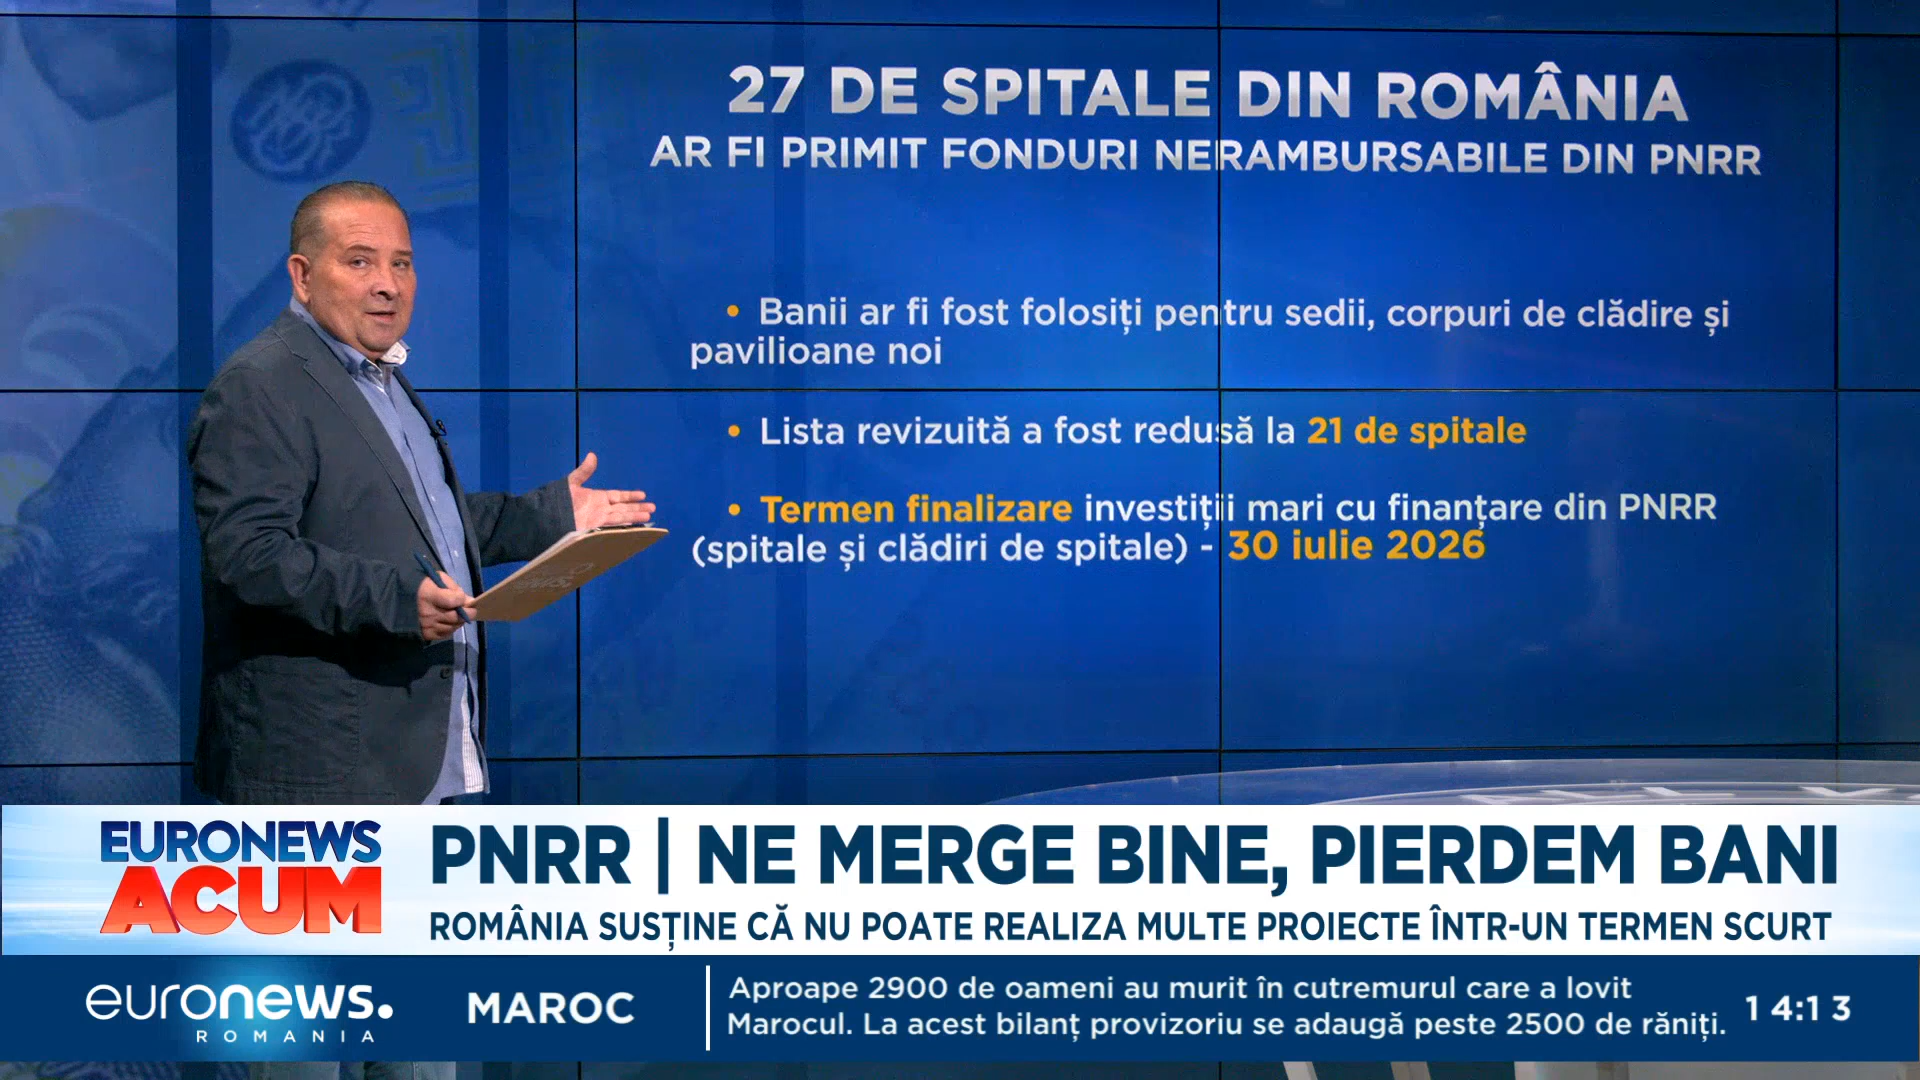 27 DE SPITALE DIN ROMÂNIA
AR FI PRIMIT FONDURI NERAMBURSABILE DIN PNRR
• Banii ar fi fost folosiți pentru sedii, corpuri de clădire și
pavilioane noi
• Lista revizuită a fost redusă la 21 de spitale
• Termen finalizare investiții mari cu finanțare din PNRR
(spitale și clădiri de spitale) - 30 iulie 2026
EURONEWS
ACUM
PNRR | NE MERGE BINE, PIERDEM BANI
ROMÂNIA SUSȚINE CĂ NU POATE REALIZA MULTE PROIECTE ÎNTR-UN TERMEN SCURT
euronews.
ROMANIA
MAROC
Aproape 2900 de oameni au murit în cutremurul care a lovit
Marocul. La acest bilanț provizoriu se adaugă peste 2500 de răniți.
14:13